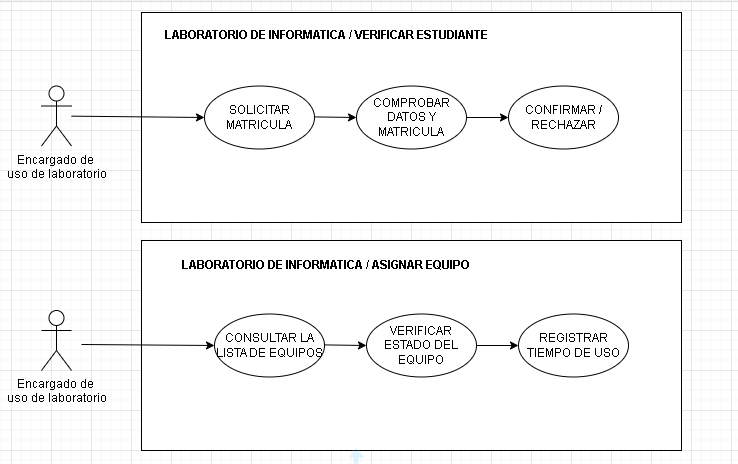 LABORATORIO DE INFORMATICA / VERIFICAR ESTUDIANTE
SOLICITAR
MATRICULA
COMPROBAR
DATOS Y
MATRICULA
CONFIRMAR /
RECHAZAR
Encargado de
uso de laboratorio
LABORATORIO DE INFORMATICA / ASIGNAR EQUIPO
CONSULTAR LA
LISTA DE EQUIPOS
VERIFICAR
ESTADO DEL
EQUIPO
REGISTRAR
TIEMPO DE USO
Encargado de
uso de laboratorio